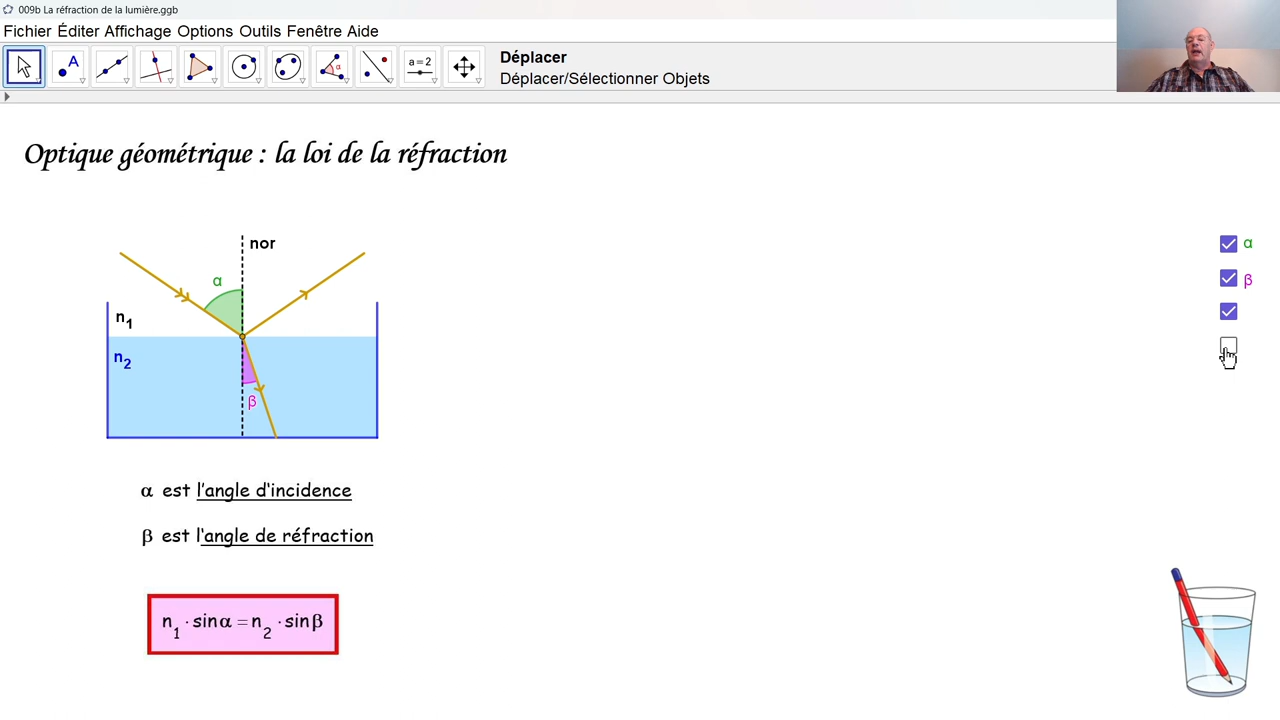 009b La réfraction de la lumière.ggb
Fichier Éditer Affichage Options Outils Fenêtre Aide
A
α
a=2
Déplacer
Déplacer/Sélectionner Objets
Optique géométrique : la loi de la réfraction
nor
α
α
β
n1
n2
β
α est l'angle d'incidence
β est l'angle de réfraction
n1 · sinα = n2 · sinβ